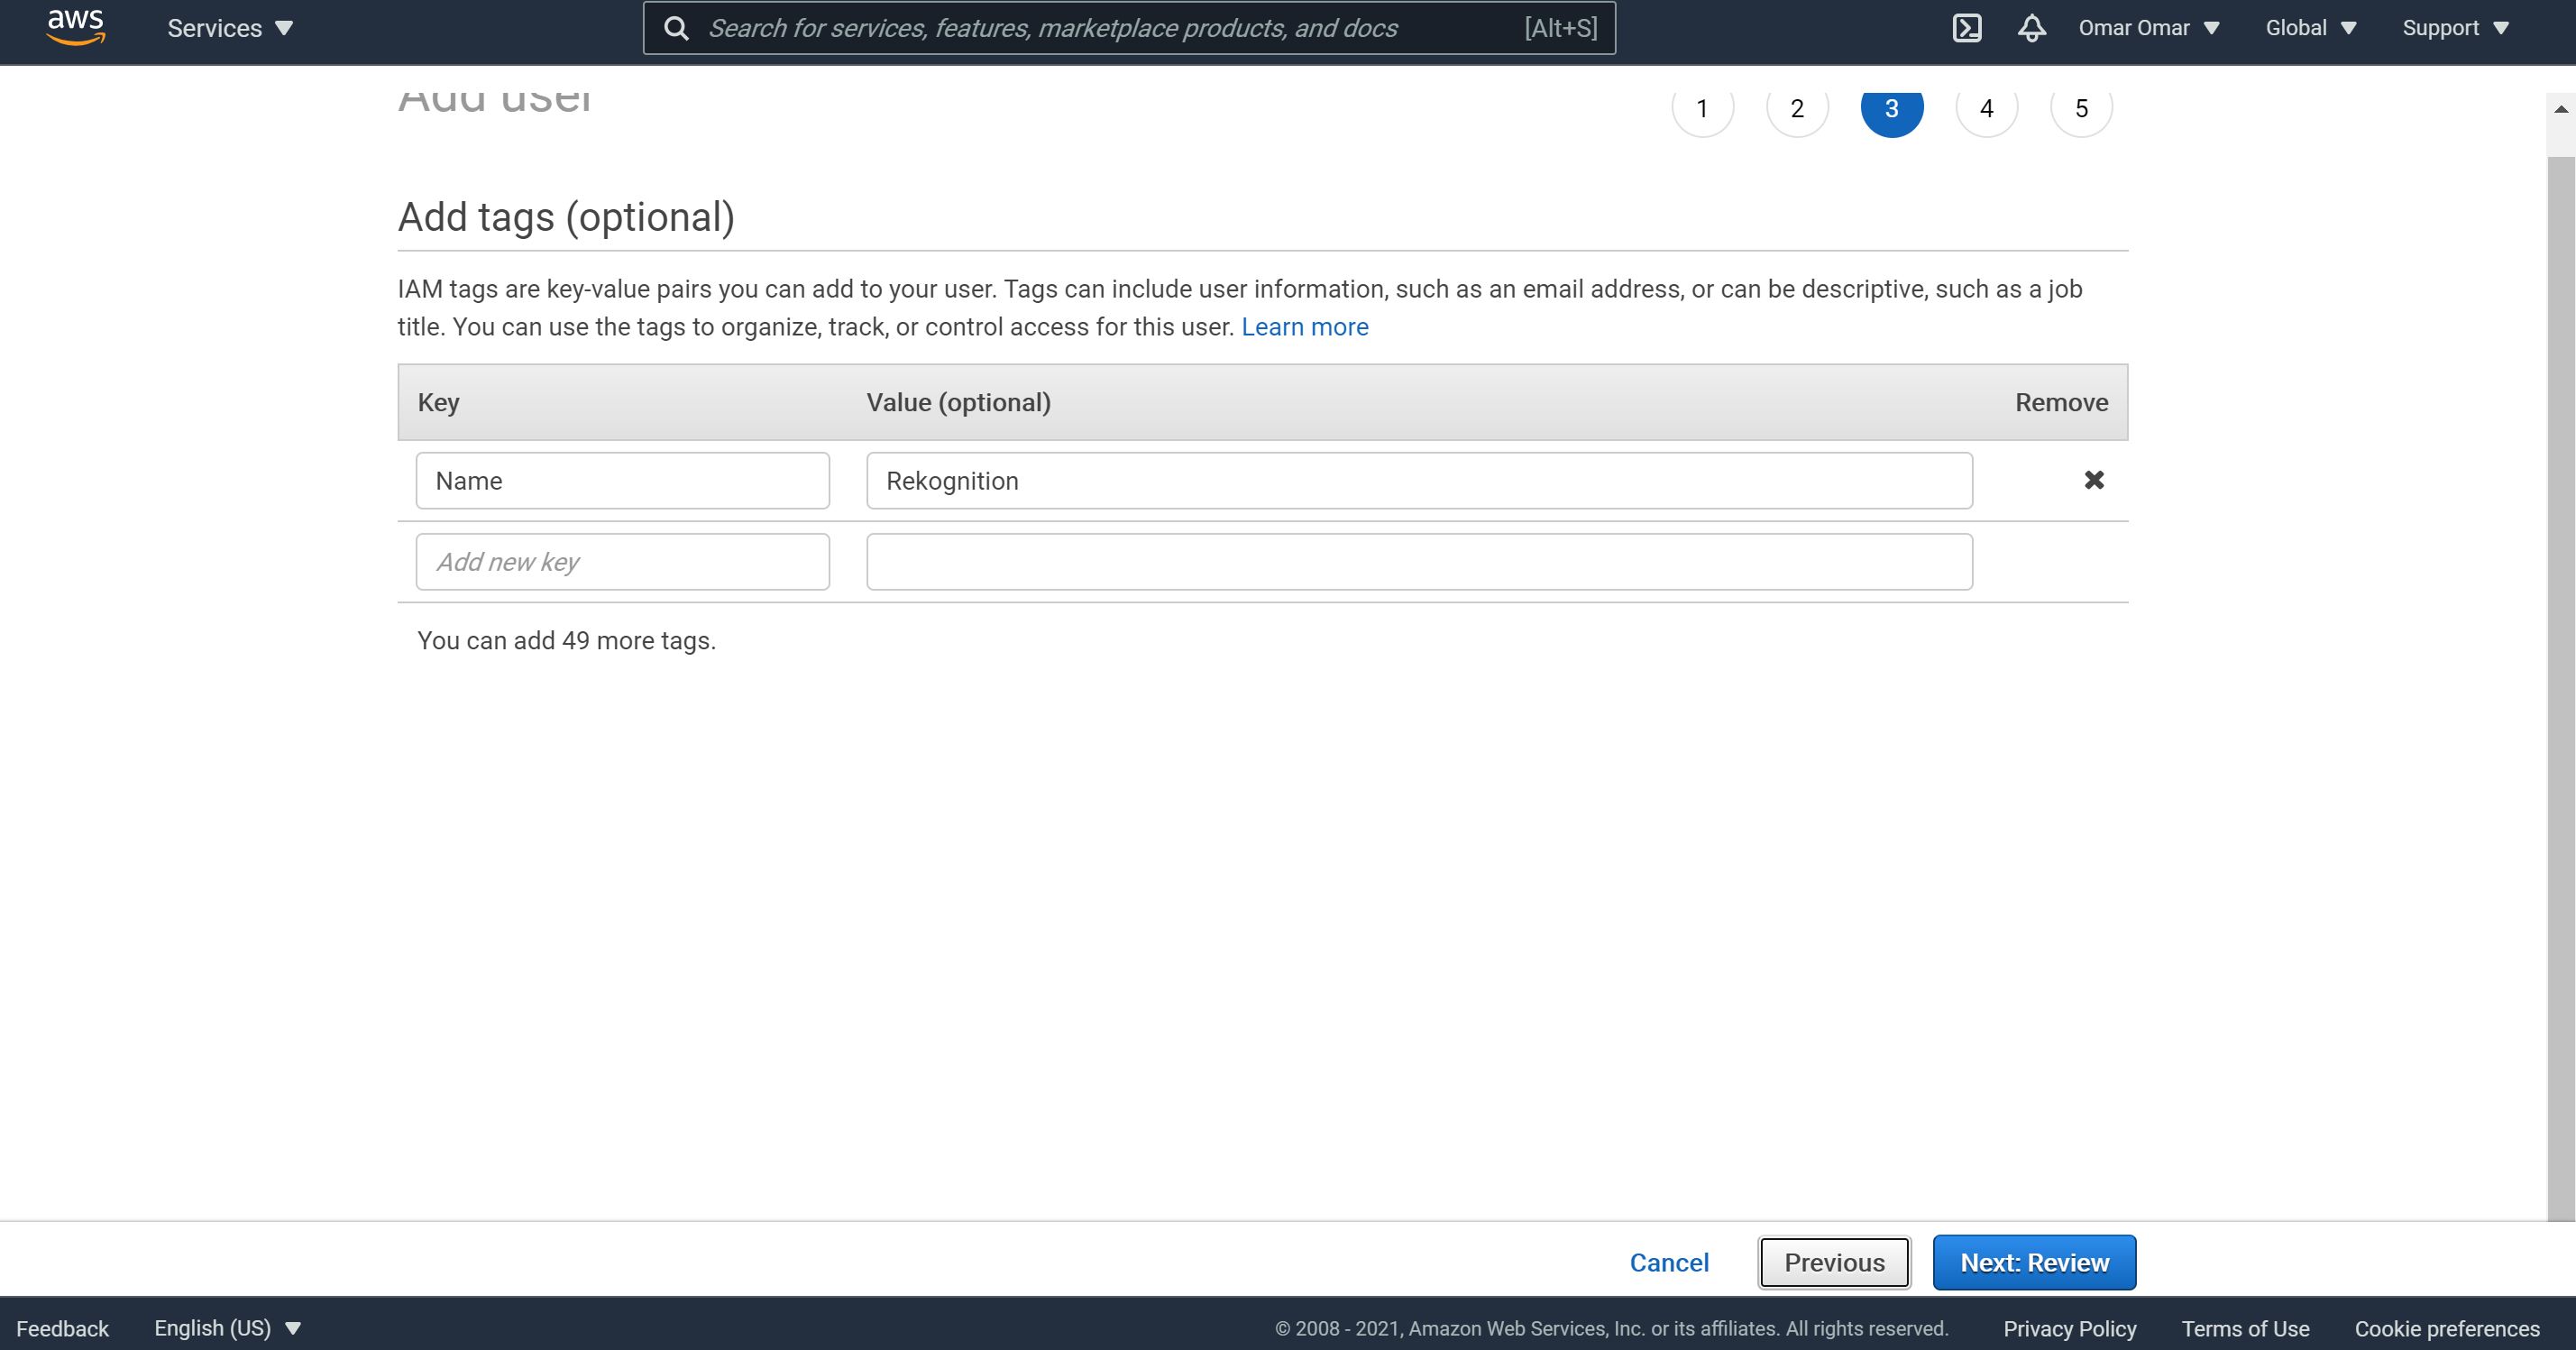 aws Services Search for services, features, marketplace products, and docs [Alt+S] Omar Omar Global Support
Add user 1 2 3 4 5
Add tags (optional)
IAM tags are key-value pairs you can add to your user. Tags can include user information, such as an email address, or can be descriptive, such as a job
title. You can use the tags to organize, track, or control access for this user. Learn more
Key Value (optional) Remove
Name Rekognition
Add new key
You can add 49 more tags.
Cancel Previous Next: Review
Feedback English (US) © 2008 - 2021, Amazon Web Services, Inc. or its affiliates. All rights reserved. Privacy Policy Terms of Use Cookie preferences